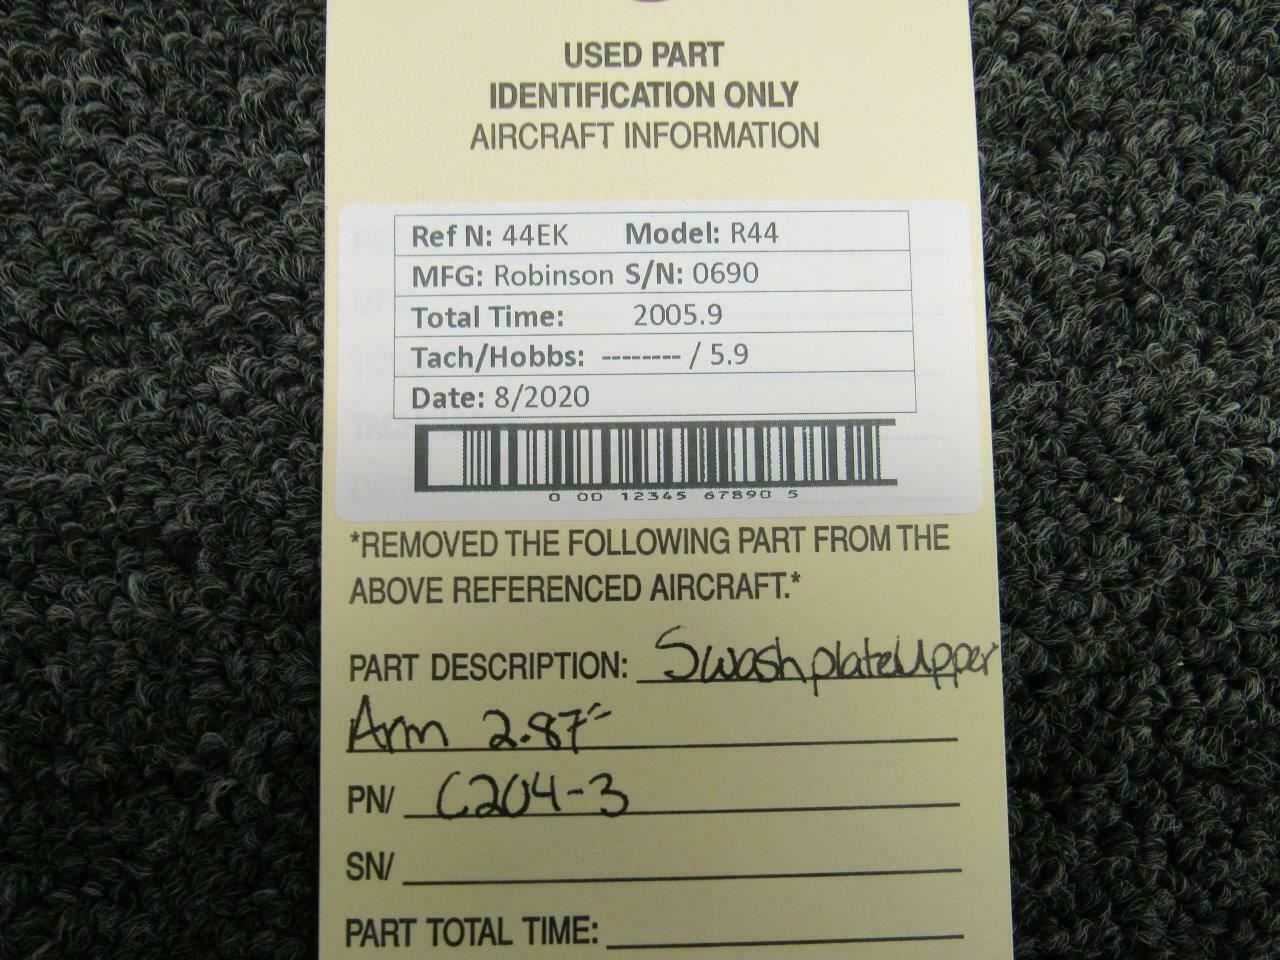 USED PART
IDENTIFICATION ONLY
AIRCRAFT INFORMATION
Ref N: 44EK Model: R44
MFG: Robinson S/N: 0690
Total Time: 2005.9
Tach/Hobbs: -------- / 5.9
Date: 8/2020
0 00 12345 67890 5
*REMOVED THE FOLLOWING PART FROM THE
ABOVE REFERENCED AIRCRAFT.*
PART DESCRIPTION: Swashplate Upper
Arm 2.87"
PN/ C204-3
SN/
PART TOTAL TIME: